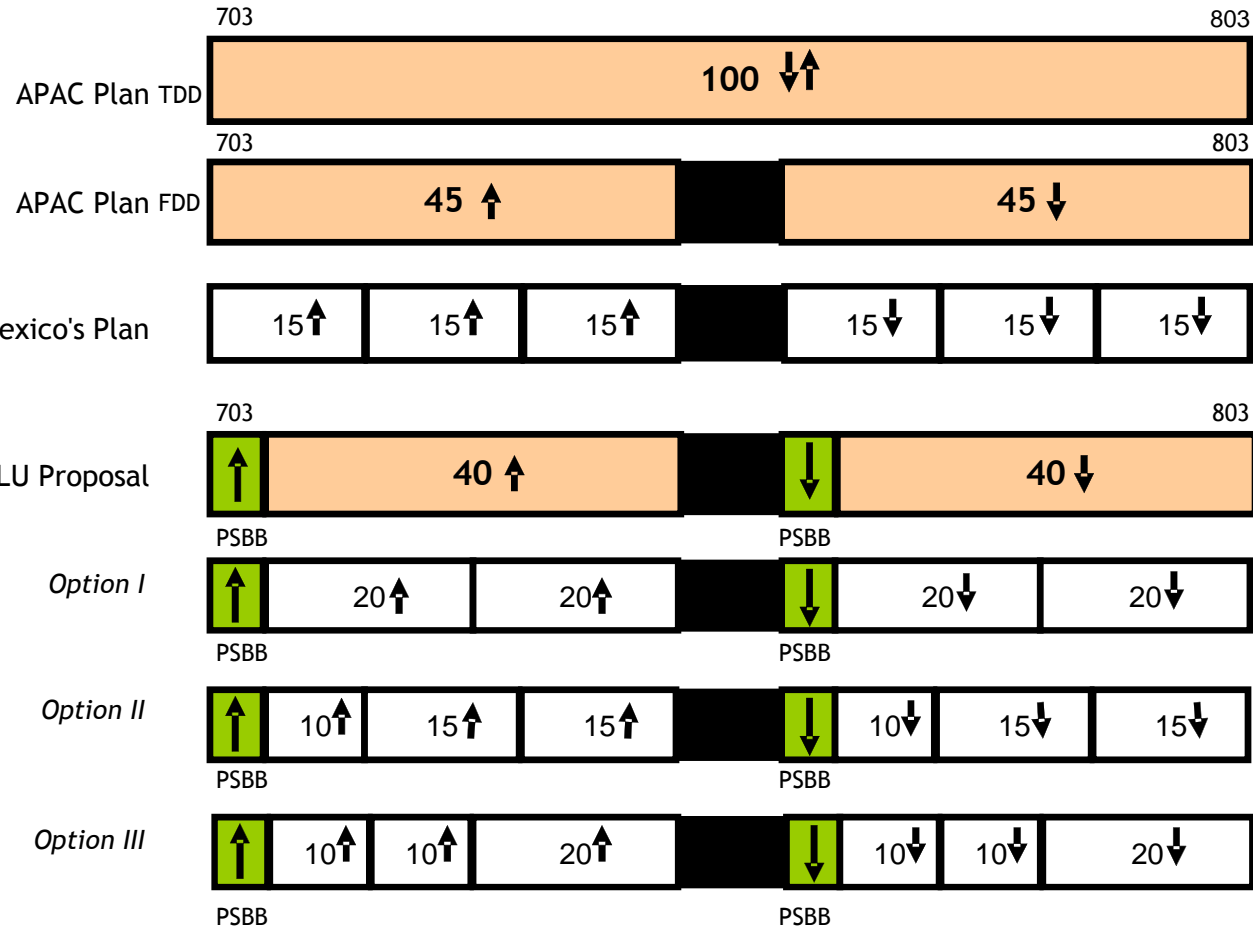 703 803
APAC Plan TDD 100
703 803
APAC Plan FDD 45 45
exico's Plan 15 15 15 15 15 15
703 803
LU Proposal 40 40
PSBB PSBB
Option I 20 20 20 20
PSBB PSBB
Option II 10 15 15 10 15 15
PSBB PSBB
Option III 10 10 20 10 10 20
PSBB PSBB